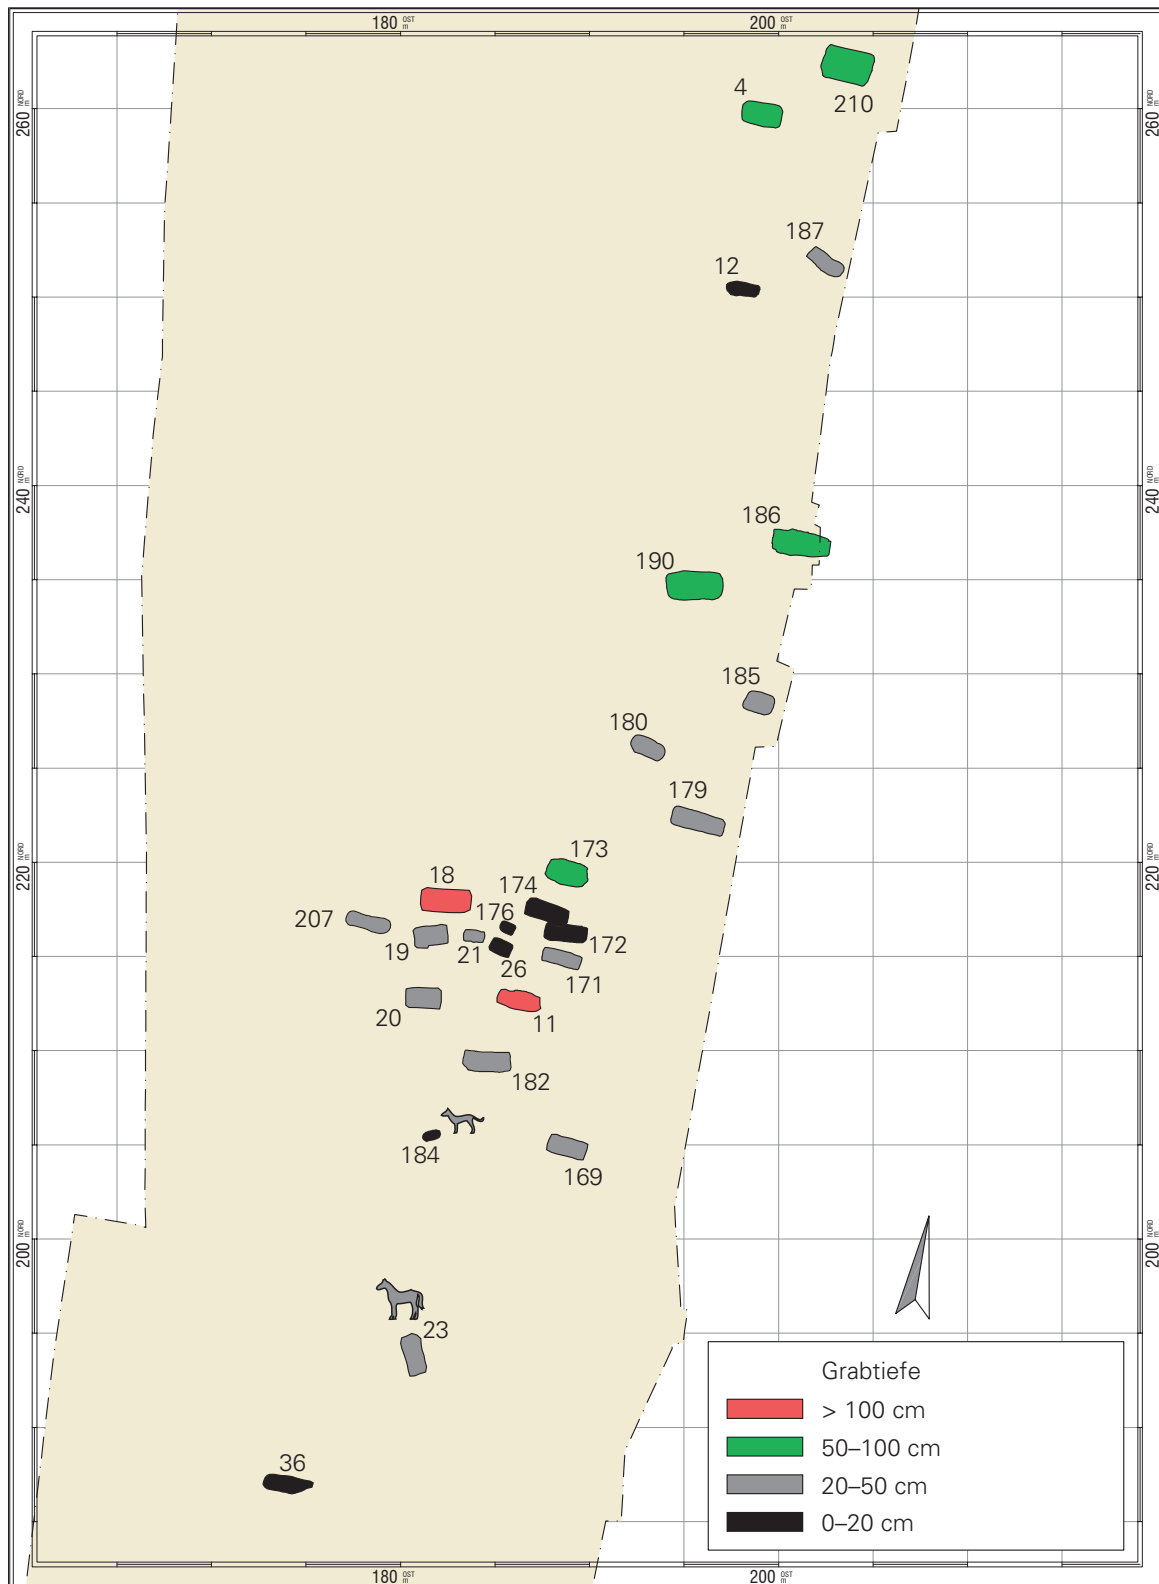 180 OST m
200 OST m
260 NORD m
260 NORD m
4
210
187
12
240 NORD m
240 NORD m
186
190
185
180
179
220 NORD m
220 NORD m
173
18
174
176
207
19
21
26
172
171
20
11
182
184
169
200 NORD m
200 NORD m
23
36
Grabtiefe
> 100 cm
50–100 cm
20–50 cm
0–20 cm
180 OST m
200 OST m